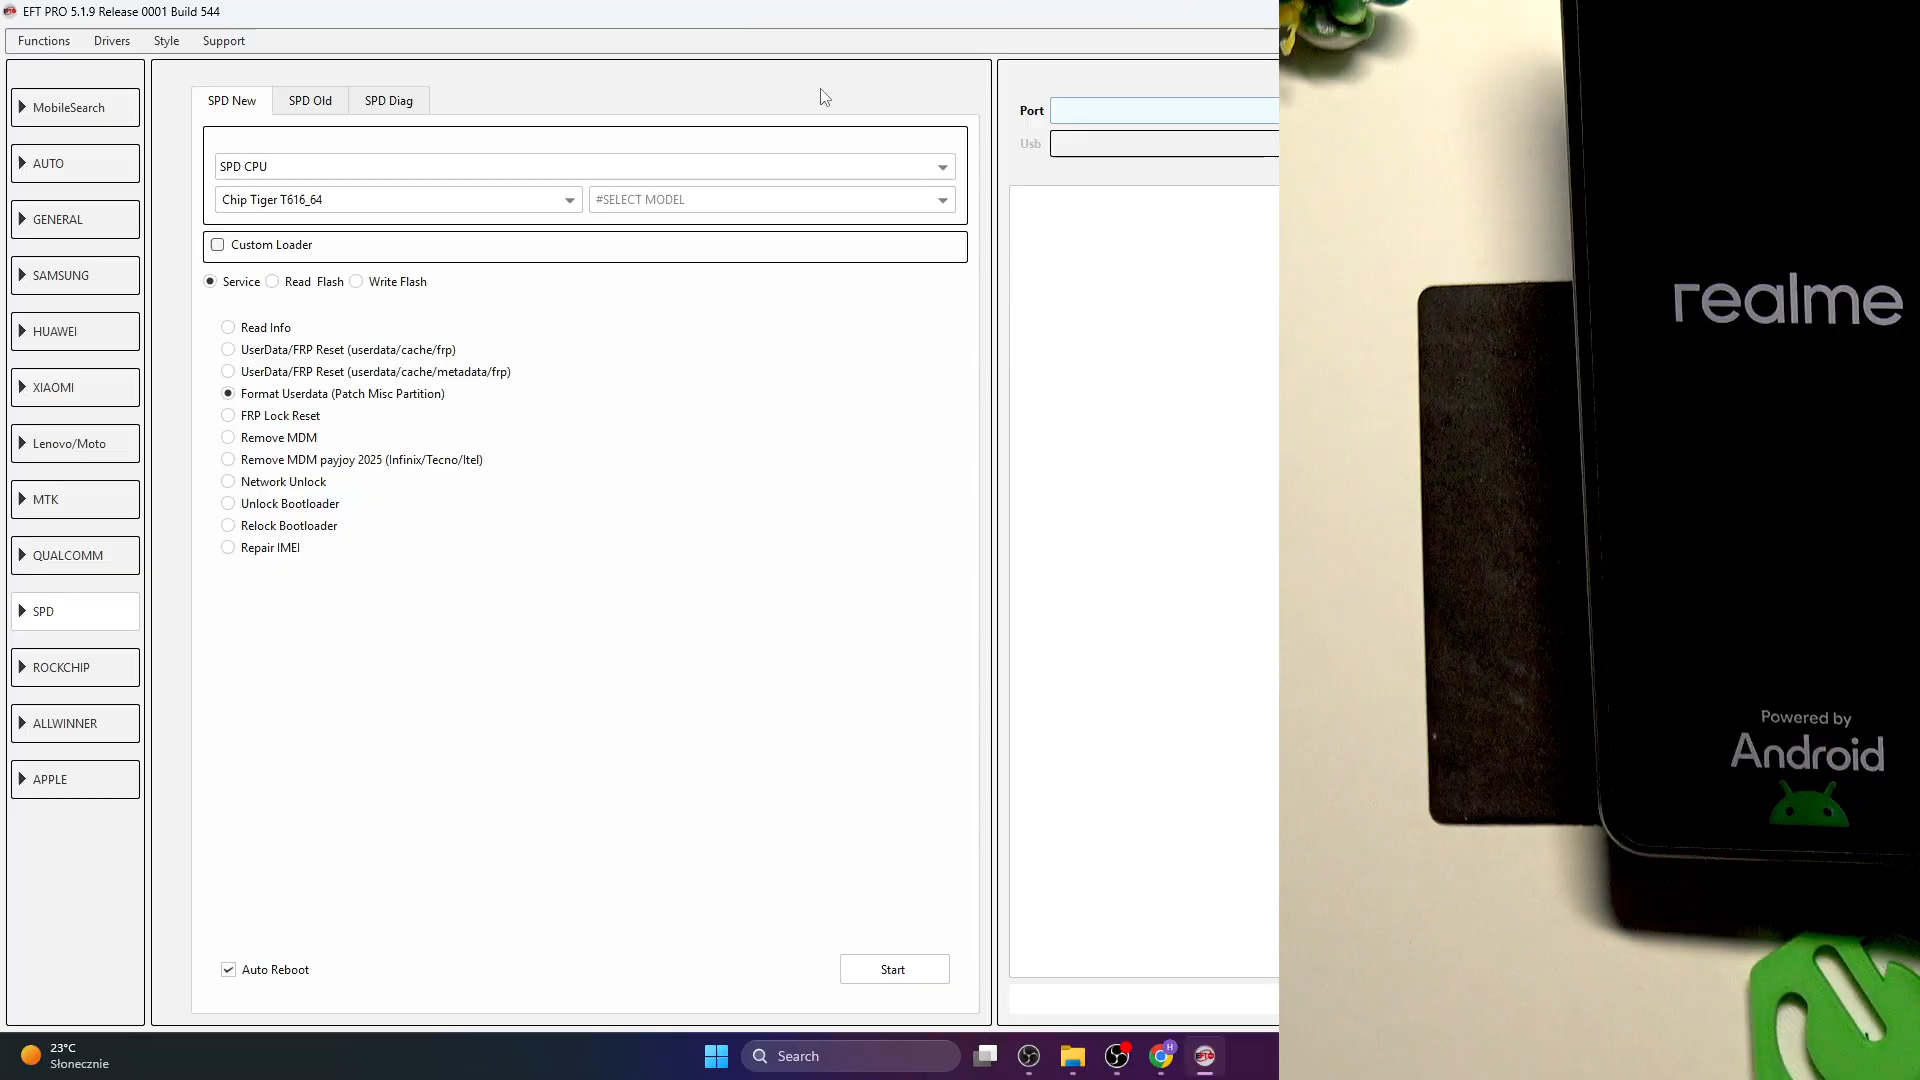 EFT PRO 5.1.9 Release 0001 Build 544
Functions Drivers Style Support
MobileSearch
AUTO
GENERAL
SAMSUNG
HUAWEI
XIAOMI
Lenovo/Moto
MTK
QUALCOMM
SPD
ROCKCHIP
ALLWINNER
APPLE
SPD New SPD Old SPD Diag
SPD CPU
Chip Tiger T616_64 #SELECT MODEL
Custom Loader
Service Read Flash Write Flash
Read Info
UserData/FRP Reset (userdata/cache/frp)
UserData/FRP Reset (userdata/cache/metadata/frp)
Format Userdata (Patch Misc Partition)
FRP Lock Reset
Remove MDM
Remove MDM payjoy 2025 (Infinix/Tecno/Itel)
Network Unlock
Unlock Bootloader
Relock Bootloader
Repair IMEI
Auto Reboot Start
Port
Usb
realme
Powered by
Android
23°C
Słonecznie
Search
H
EFT